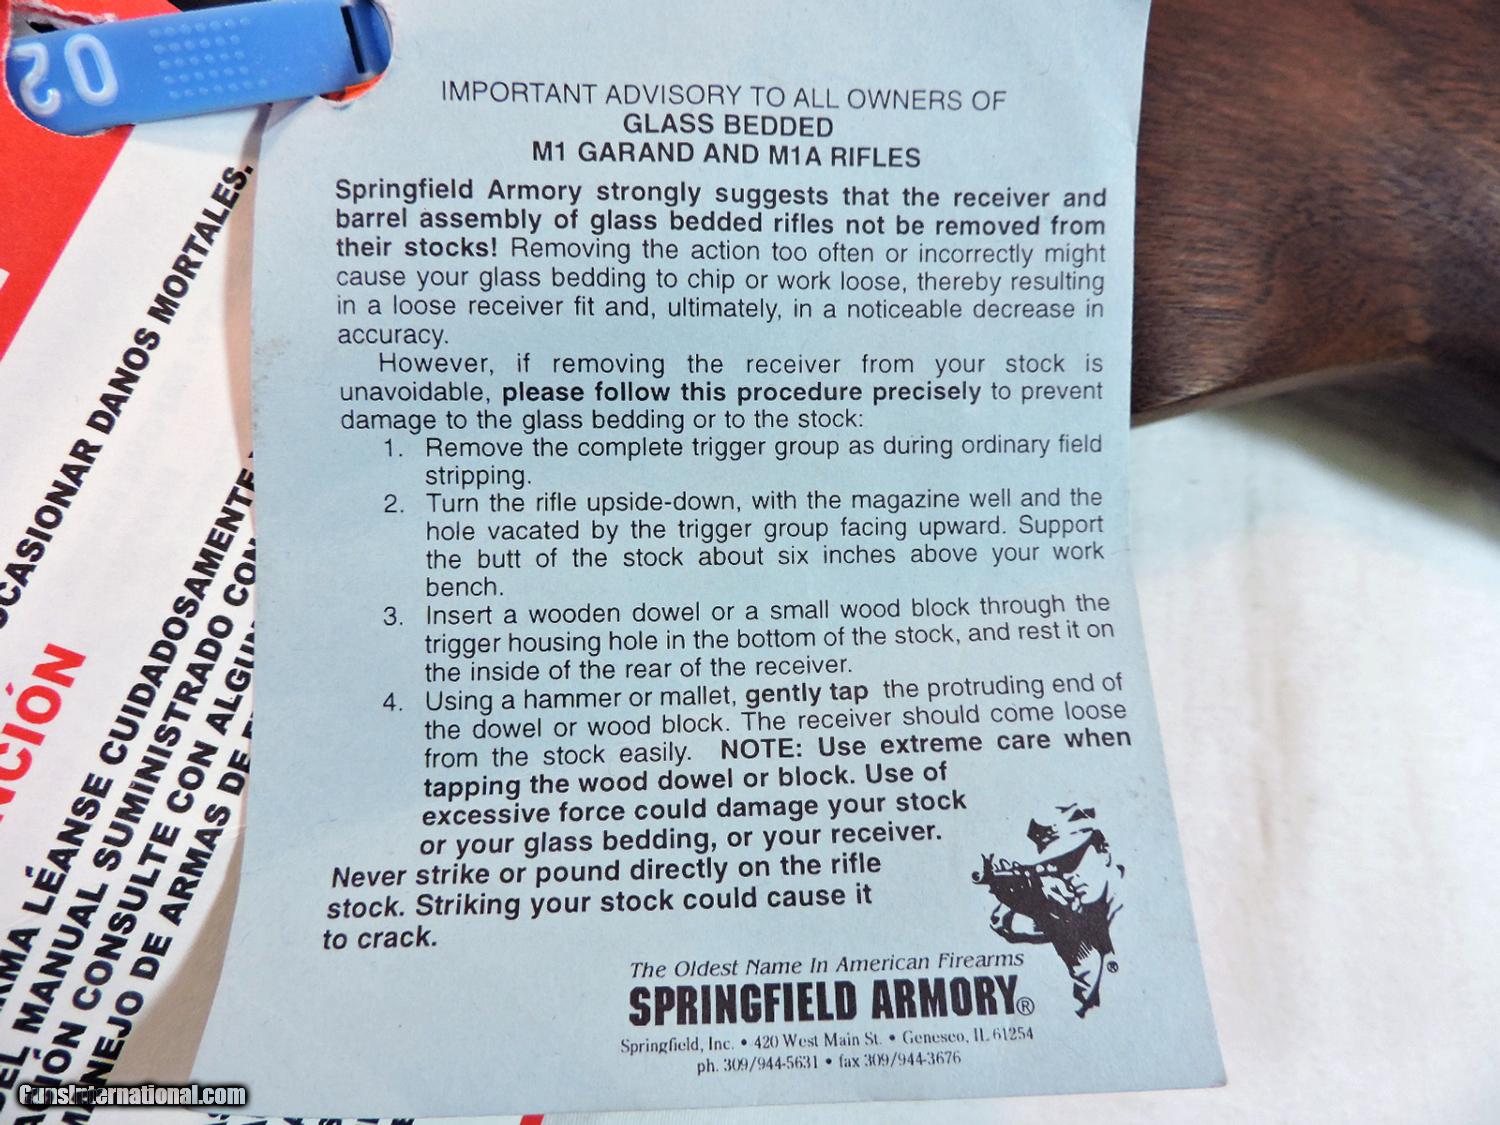 02
IMPORTANT ADVISORY TO ALL OWNERS OF
GLASS BEDDED
M1 GARAND AND M1A RIFLES
Springfield Armory strongly suggests that the receiver and
barrel assembly of glass bedded rifles not be removed from
their stocks! Removing the action too often or incorrectly might
cause your glass bedding to chip or work loose, thereby resulting
in a loose receiver fit and, ultimately, in a noticeable decrease in
accuracy.
However, if removing the receiver from your stock is
unavoidable, please follow this procedure precisely to prevent
damage to the glass bedding or to the stock:
1. Remove the complete trigger group as during ordinary field
stripping.
2. Turn the rifle upside-down, with the magazine well and the
hole vacated by the trigger group facing upward. Support
the butt of the stock about six inches above your work
bench.
3. Insert a wooden dowel or a small wood block through the
trigger housing hole in the bottom of the stock, and rest it on
the inside of the rear of the receiver.
4. Using a hammer or mallet, gently tap the protruding end of
the dowel or wood block. The receiver should come loose
from the stock easily. NOTE: Use extreme care when
tapping the wood dowel or block. Use of
excessive force could damage your stock
or your glass bedding, or your receiver.
Never strike or pound directly on the rifle
stock. Striking your stock could cause it
to crack.
The Oldest Name In American Firearms
SPRINGFIELD ARMORY®
®
Springfield, Inc. • 420 West Main St. • Geneseo, IL 61254
ph. 309/944-5631 • fax 309/944-3676
OCASIONAR DANOS MORTALES.
NCIÓN
ARMA LÉANSE CUIDADOSAMENTE
DEL MANUAL SUMINISTRADO CON
CONSULTE CON ALGUN
MANEJO DE ARMAS DE
GunsInternational.com